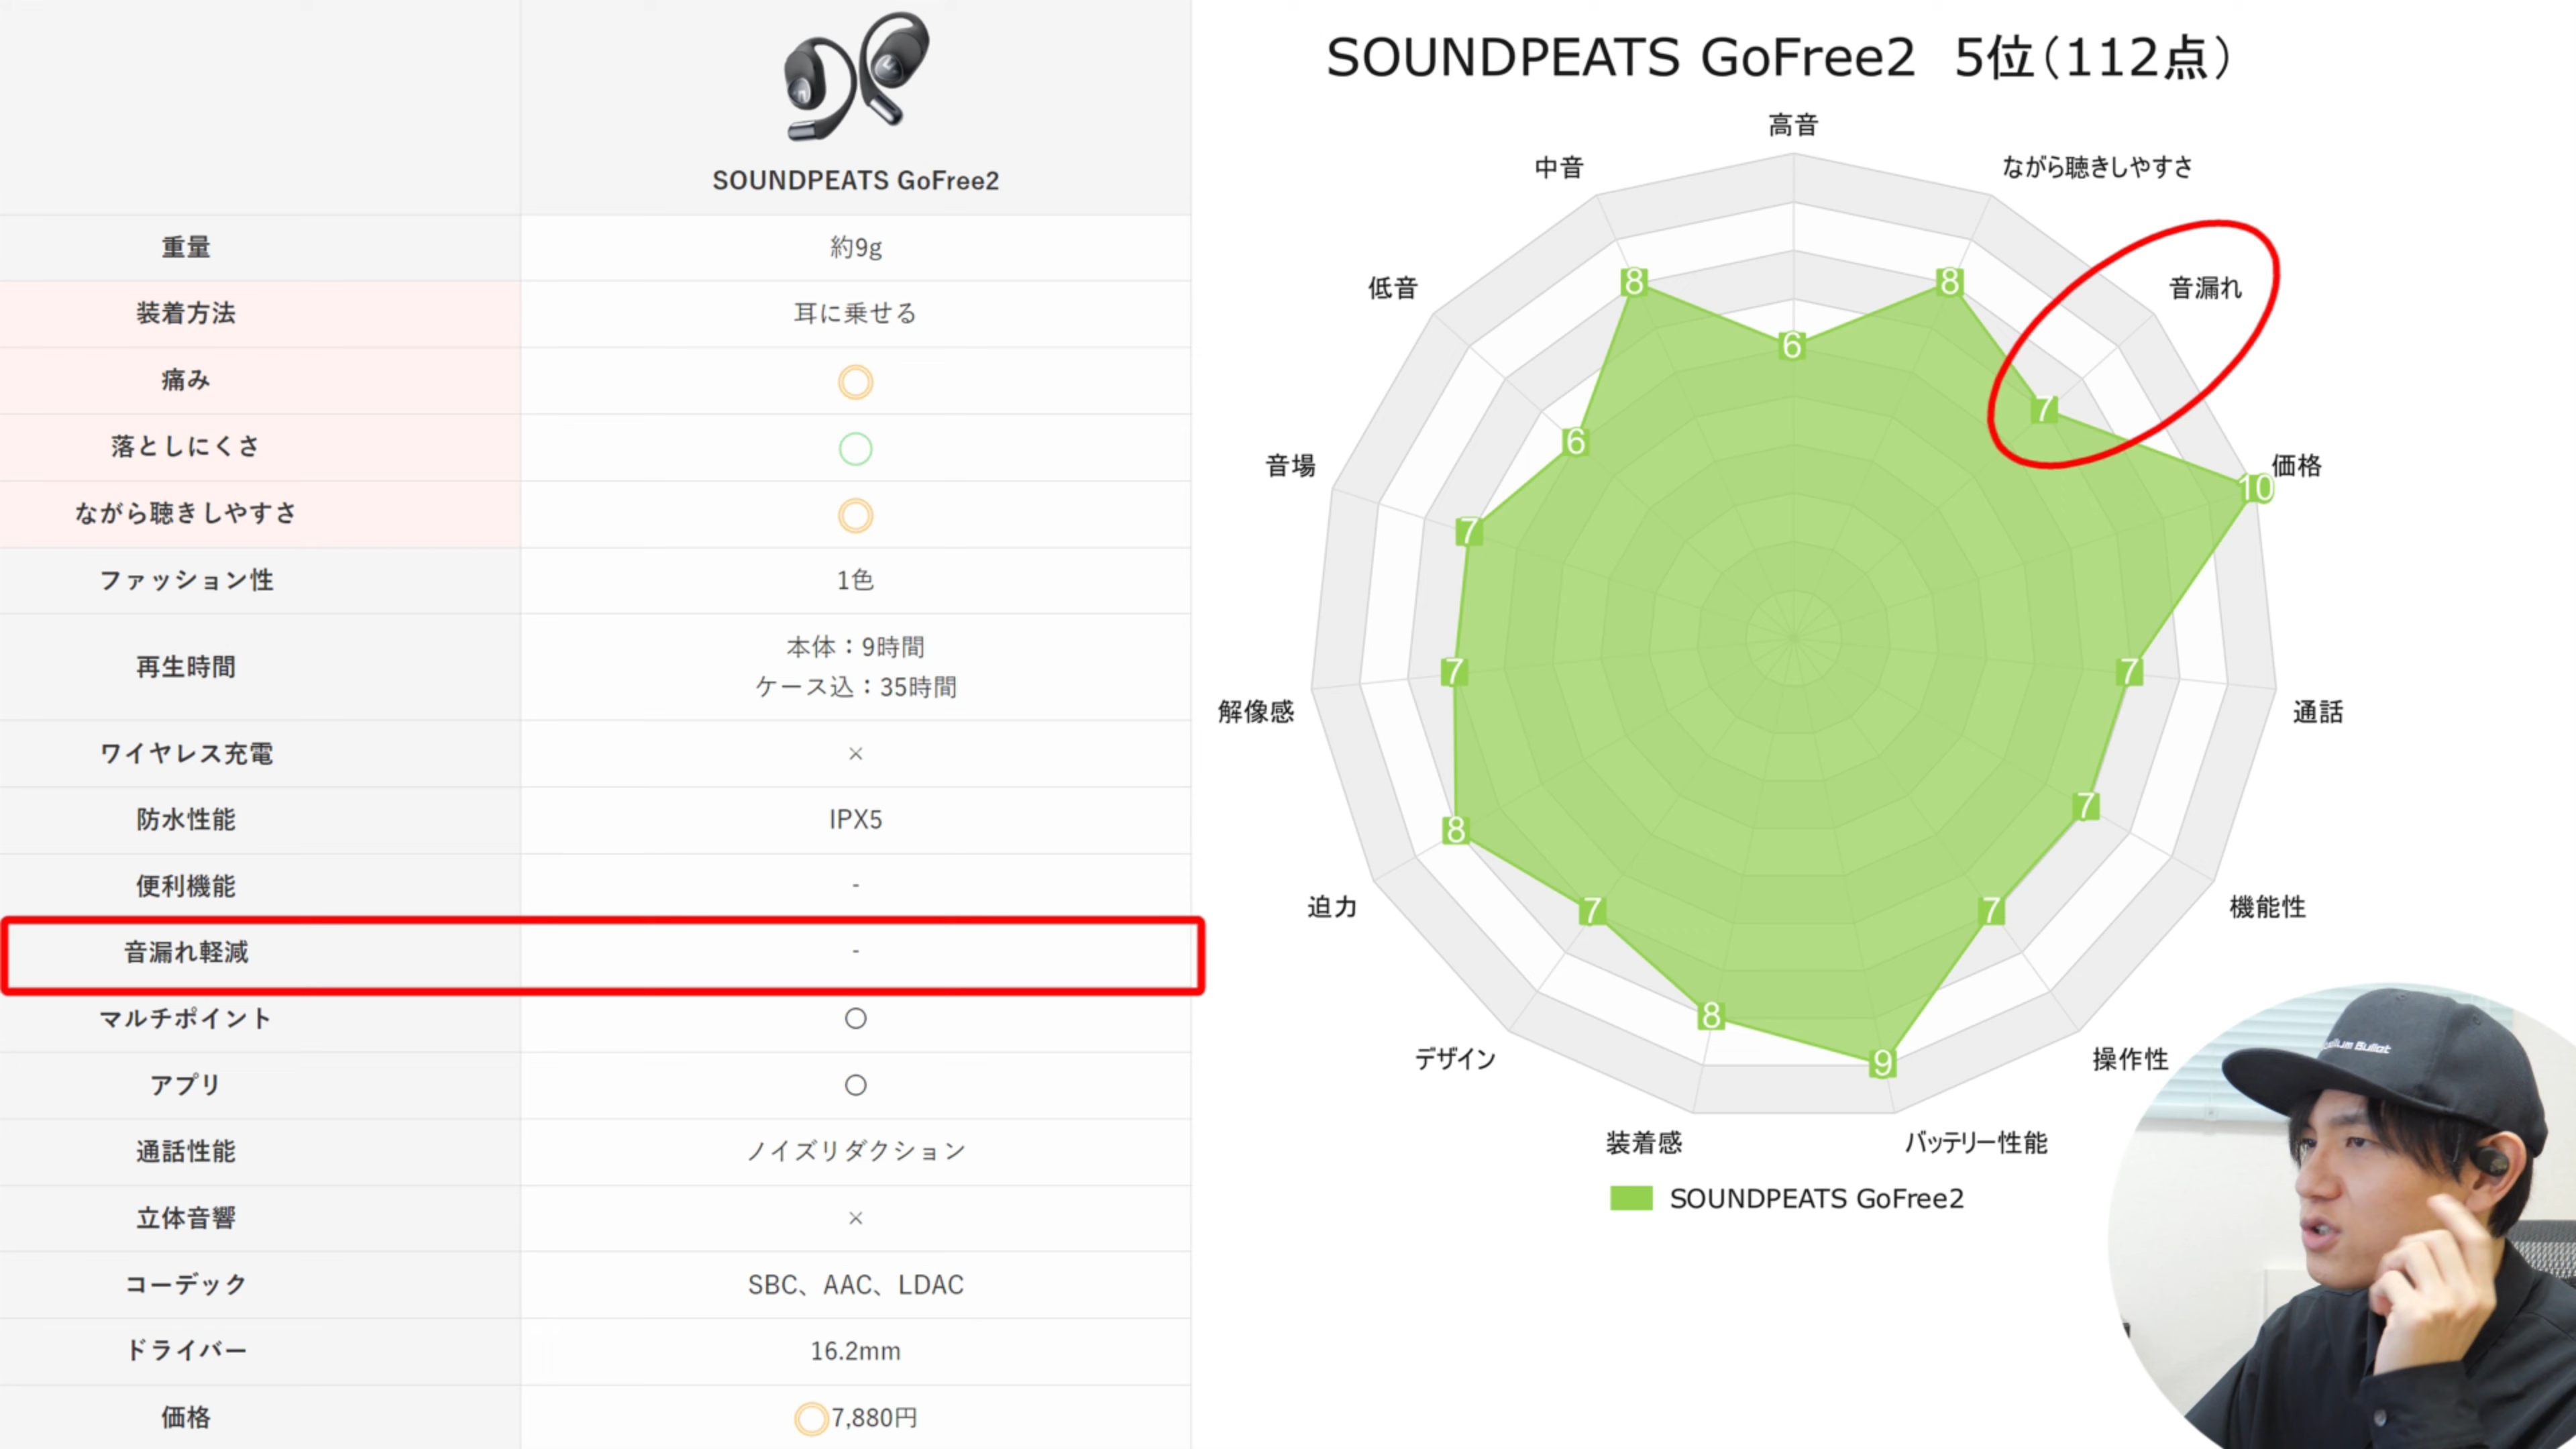 SOUNDPEATS GoFree2
重量 約9g
装着方法 耳に乗せる
痛み ◎
落としにくさ ○
ながら聴きしやすさ ◎
ファッション性 1色
再生時間 本体：9時間
ケース込：35時間
ワイヤレス充電 ×
防水性能 IPX5
便利機能 -
音漏れ軽減 -
マルチポイント ○
アプリ ○
通話性能 ノイズリダクション
立体音響 ×
コーデック SBC、AAC、LDAC
ドライバー 16.2mm
価格 ◎7,880円
SOUNDPEATS GoFree2 5位（112点）
高音
6
ながら聴きしやすさ
8
音漏れ
7
価格
10
通話
7
機能性
7
操作性
7
バッテリー性能
9
装着感
8
デザイン
7
迫力
8
解像感
7
音場
7
低音
6
中音
8
SOUNDPEATS GoFree2